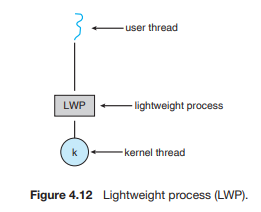 user thread
LWP
lightweight process
k
kernel thread
Figure 4.12 Lightweight process (LWP).